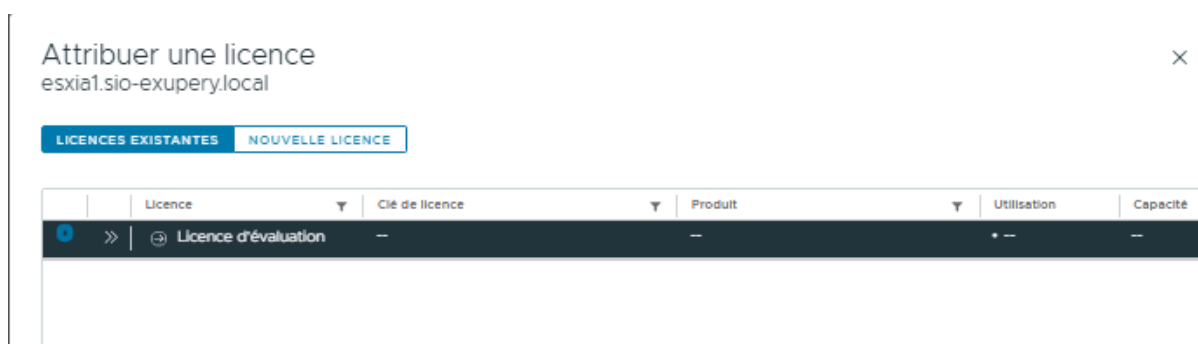 Attribuer une licence
esxia1.sio-exupery.local
LICENCES EXISTANTES NOUVELLE LICENCE
Licence Clé de licence Produit Utilisation Capacité
Licence d'évaluation -- -- -- --